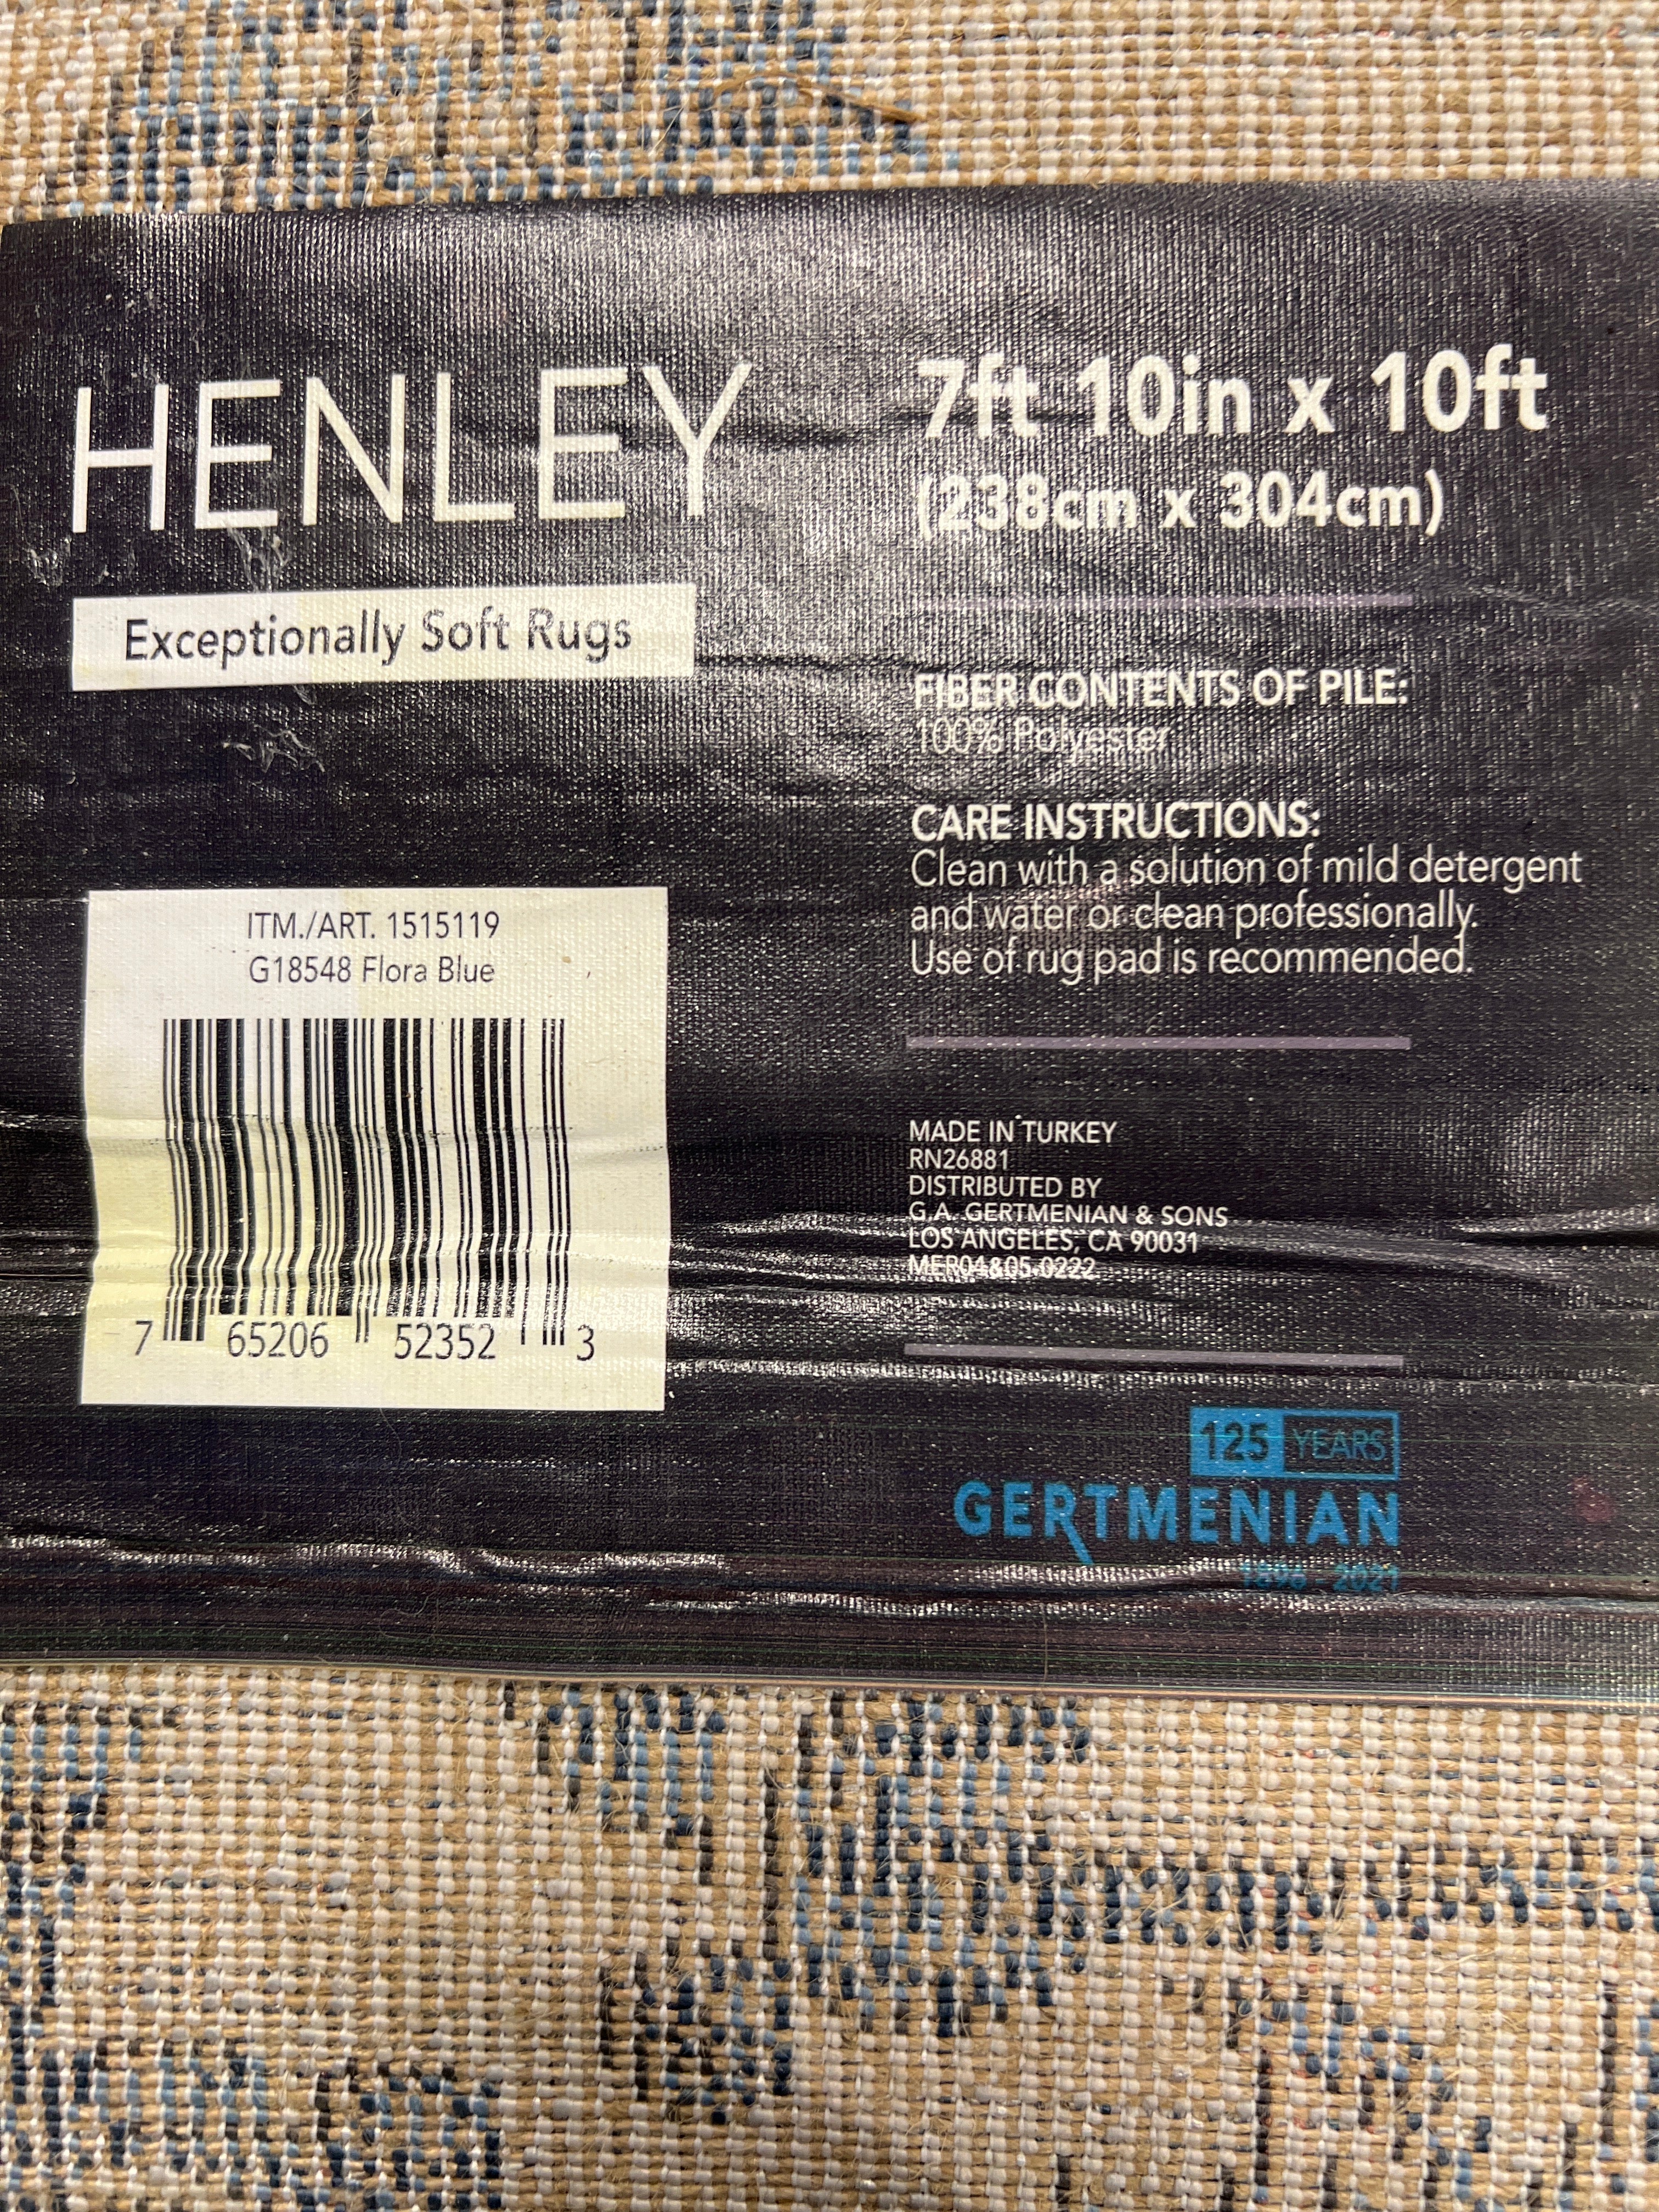 HENLEY
Exceptionally Soft Rugs
ITM./ART. 1515119
G18548 Flora Blue
7 65206 52352 3
7ft 10in x 10ft
(238cm x 304cm)
FIBER CONTENTS OF PILE:
100% Polyester
CARE INSTRUCTIONS:
Clean with a solution of mild detergent
and water or clean professionally.
Use of rug pad is recommended.
MADE IN TURKEY
RN26881
DISTRIBUTED BY
G.A. GERTMENIAN & SONS
LOS ANGELES, CA 90031
MER04&05-0222
125 YEARS
GERTMENIAN
1896 - 2021